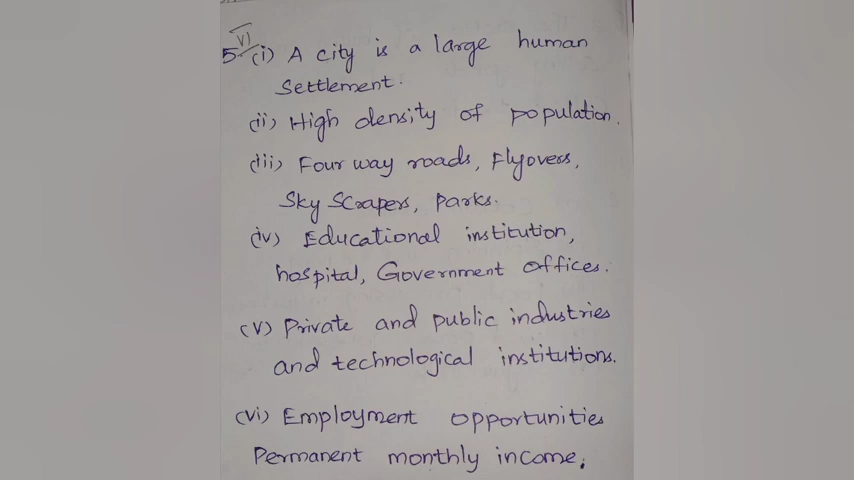 VI
5 (i) A city is a large human
Settlement.
(ii) High density of population.
(iii) Four way roads, Flyovers,
Sky Scrapers, Parks.
(iv) Educational institution,
hospital, Government Offices.
(v) Private and public industries
and technological institutions.
(vi) Employment opportunities
Permanent monthly income.